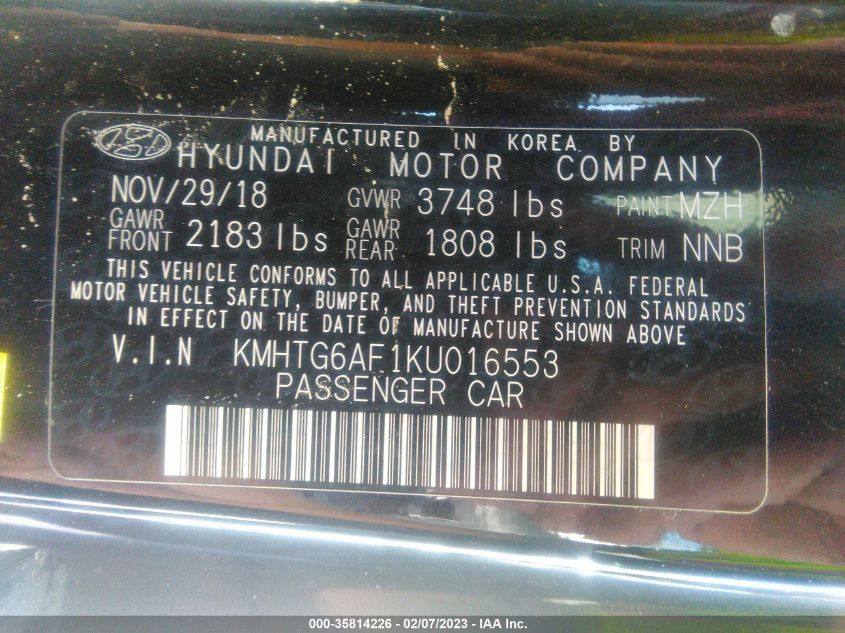 MANUFACTURED IN KOREA BY
HYUNDAI MOTOR COMPANY
NOV/29/18 GVWR 3748 lbs PAINT MZH
GAWR FRONT 2183 lbs GAWR REAR 1808 lbs TRIM NNB
THIS VEHICLE CONFORMS TO ALL APPLICABLE U.S.A. FEDERAL
MOTOR VEHICLE SAFETY, BUMPER, AND THEFT PREVENTION STANDARDS
IN EFFECT ON THE DATE OF MANUFACTURE SHOWN ABOVE
V.I.N KMHTG6AF1KU016553
PASSENGER CAR
000-35814226 - 02/07/2023 - IAA Inc.